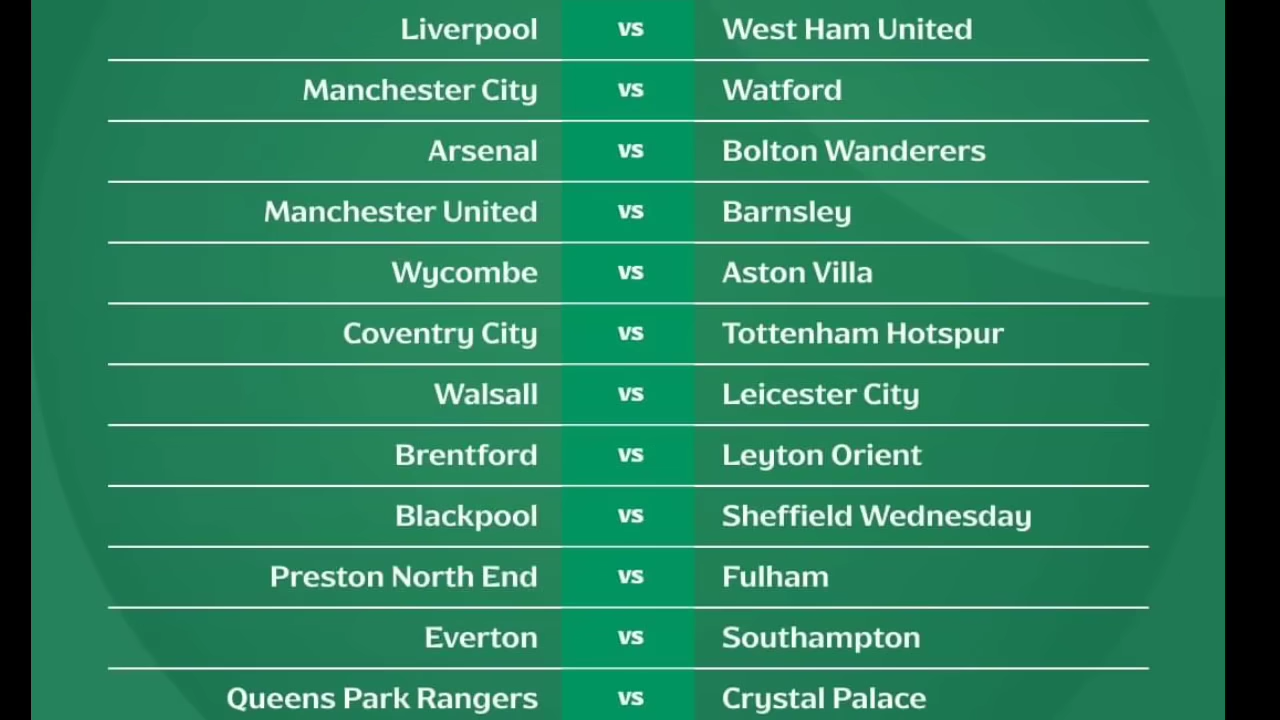 Liverpool vs West Ham United
Manchester City vs Watford
Arsenal vs Bolton Wanderers
Manchester United vs Barnsley
Wycombe vs Aston Villa
Coventry City vs Tottenham Hotspur
Walsall vs Leicester City
Brentford vs Leyton Orient
Blackpool vs Sheffield Wednesday
Preston North End vs Fulham
Everton vs Southampton
Queens Park Rangers vs Crystal Palace